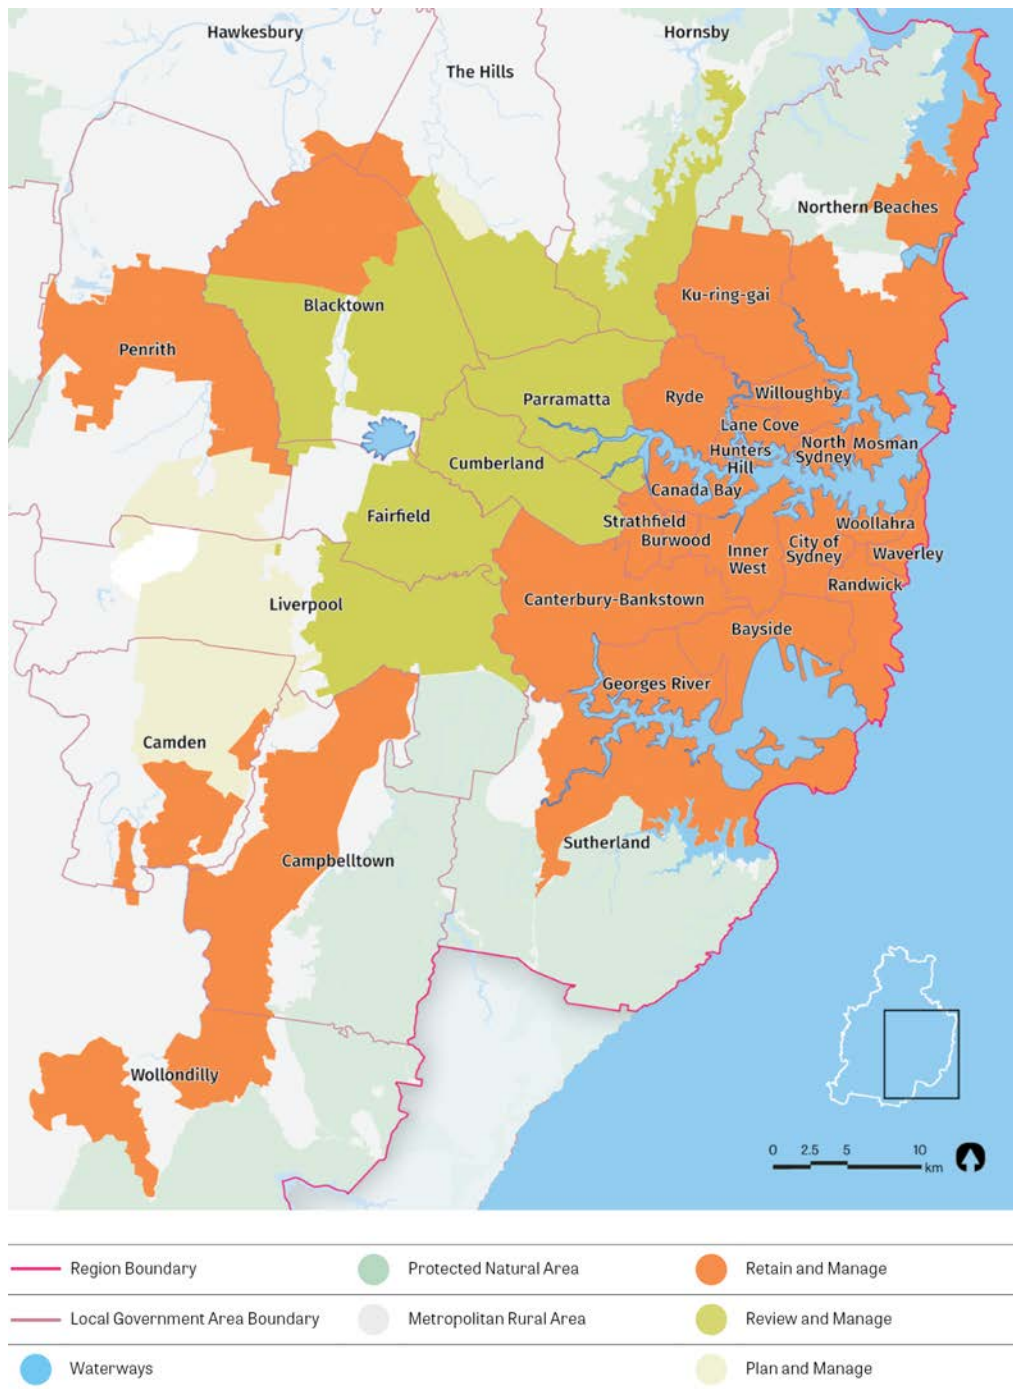 Hawkesbury
Hornsby
The Hills
Northern Beaches
Ku-ring-gai
Blacktown
Penrith
Ryde
Willoughby
Parramatta
Lane Cove
North
Sydney
Mosman
Hunters
Hill
Cumberland
Canada Bay
Fairfield
Strathfield
Woollahra
Burwood
City of
Sydney
Inner
West
Waverley
Randwick
Liverpool
Canterbury-Bankstown
Bayside
Georges River
Camden
Sutherland
Campbelltown
Wollondilly
0 2.5 5 10
km
Region Boundary
Protected Natural Area
Retain and Manage
Local Government Area Boundary
Metropolitan Rural Area
Review and Manage
Waterways
Plan and Manage